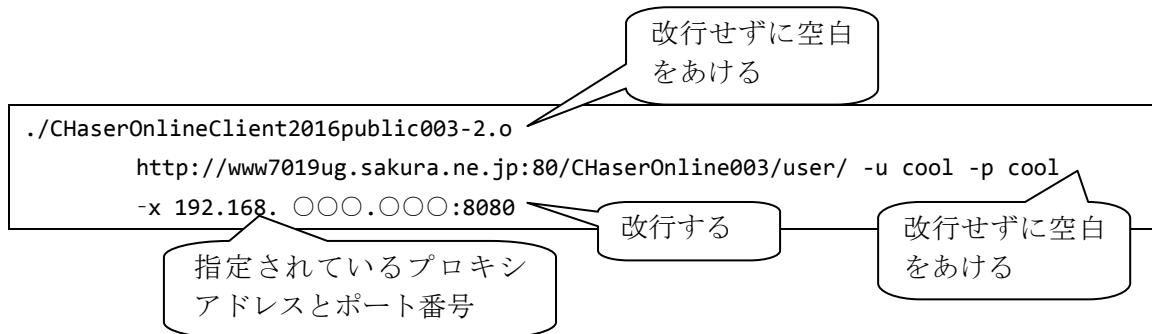 改行せずに空白
をあける
./CHaserOnlineClient2016public003-2.o
http://www7019ug.sakura.ne.jp:80/CHaserOnline003/user/ -u cool -p cool
-x 192.168. ○○○.○○○:8080
改行する
改行せずに空白
をあける
指定されているプロキシ
アドレスとポート番号